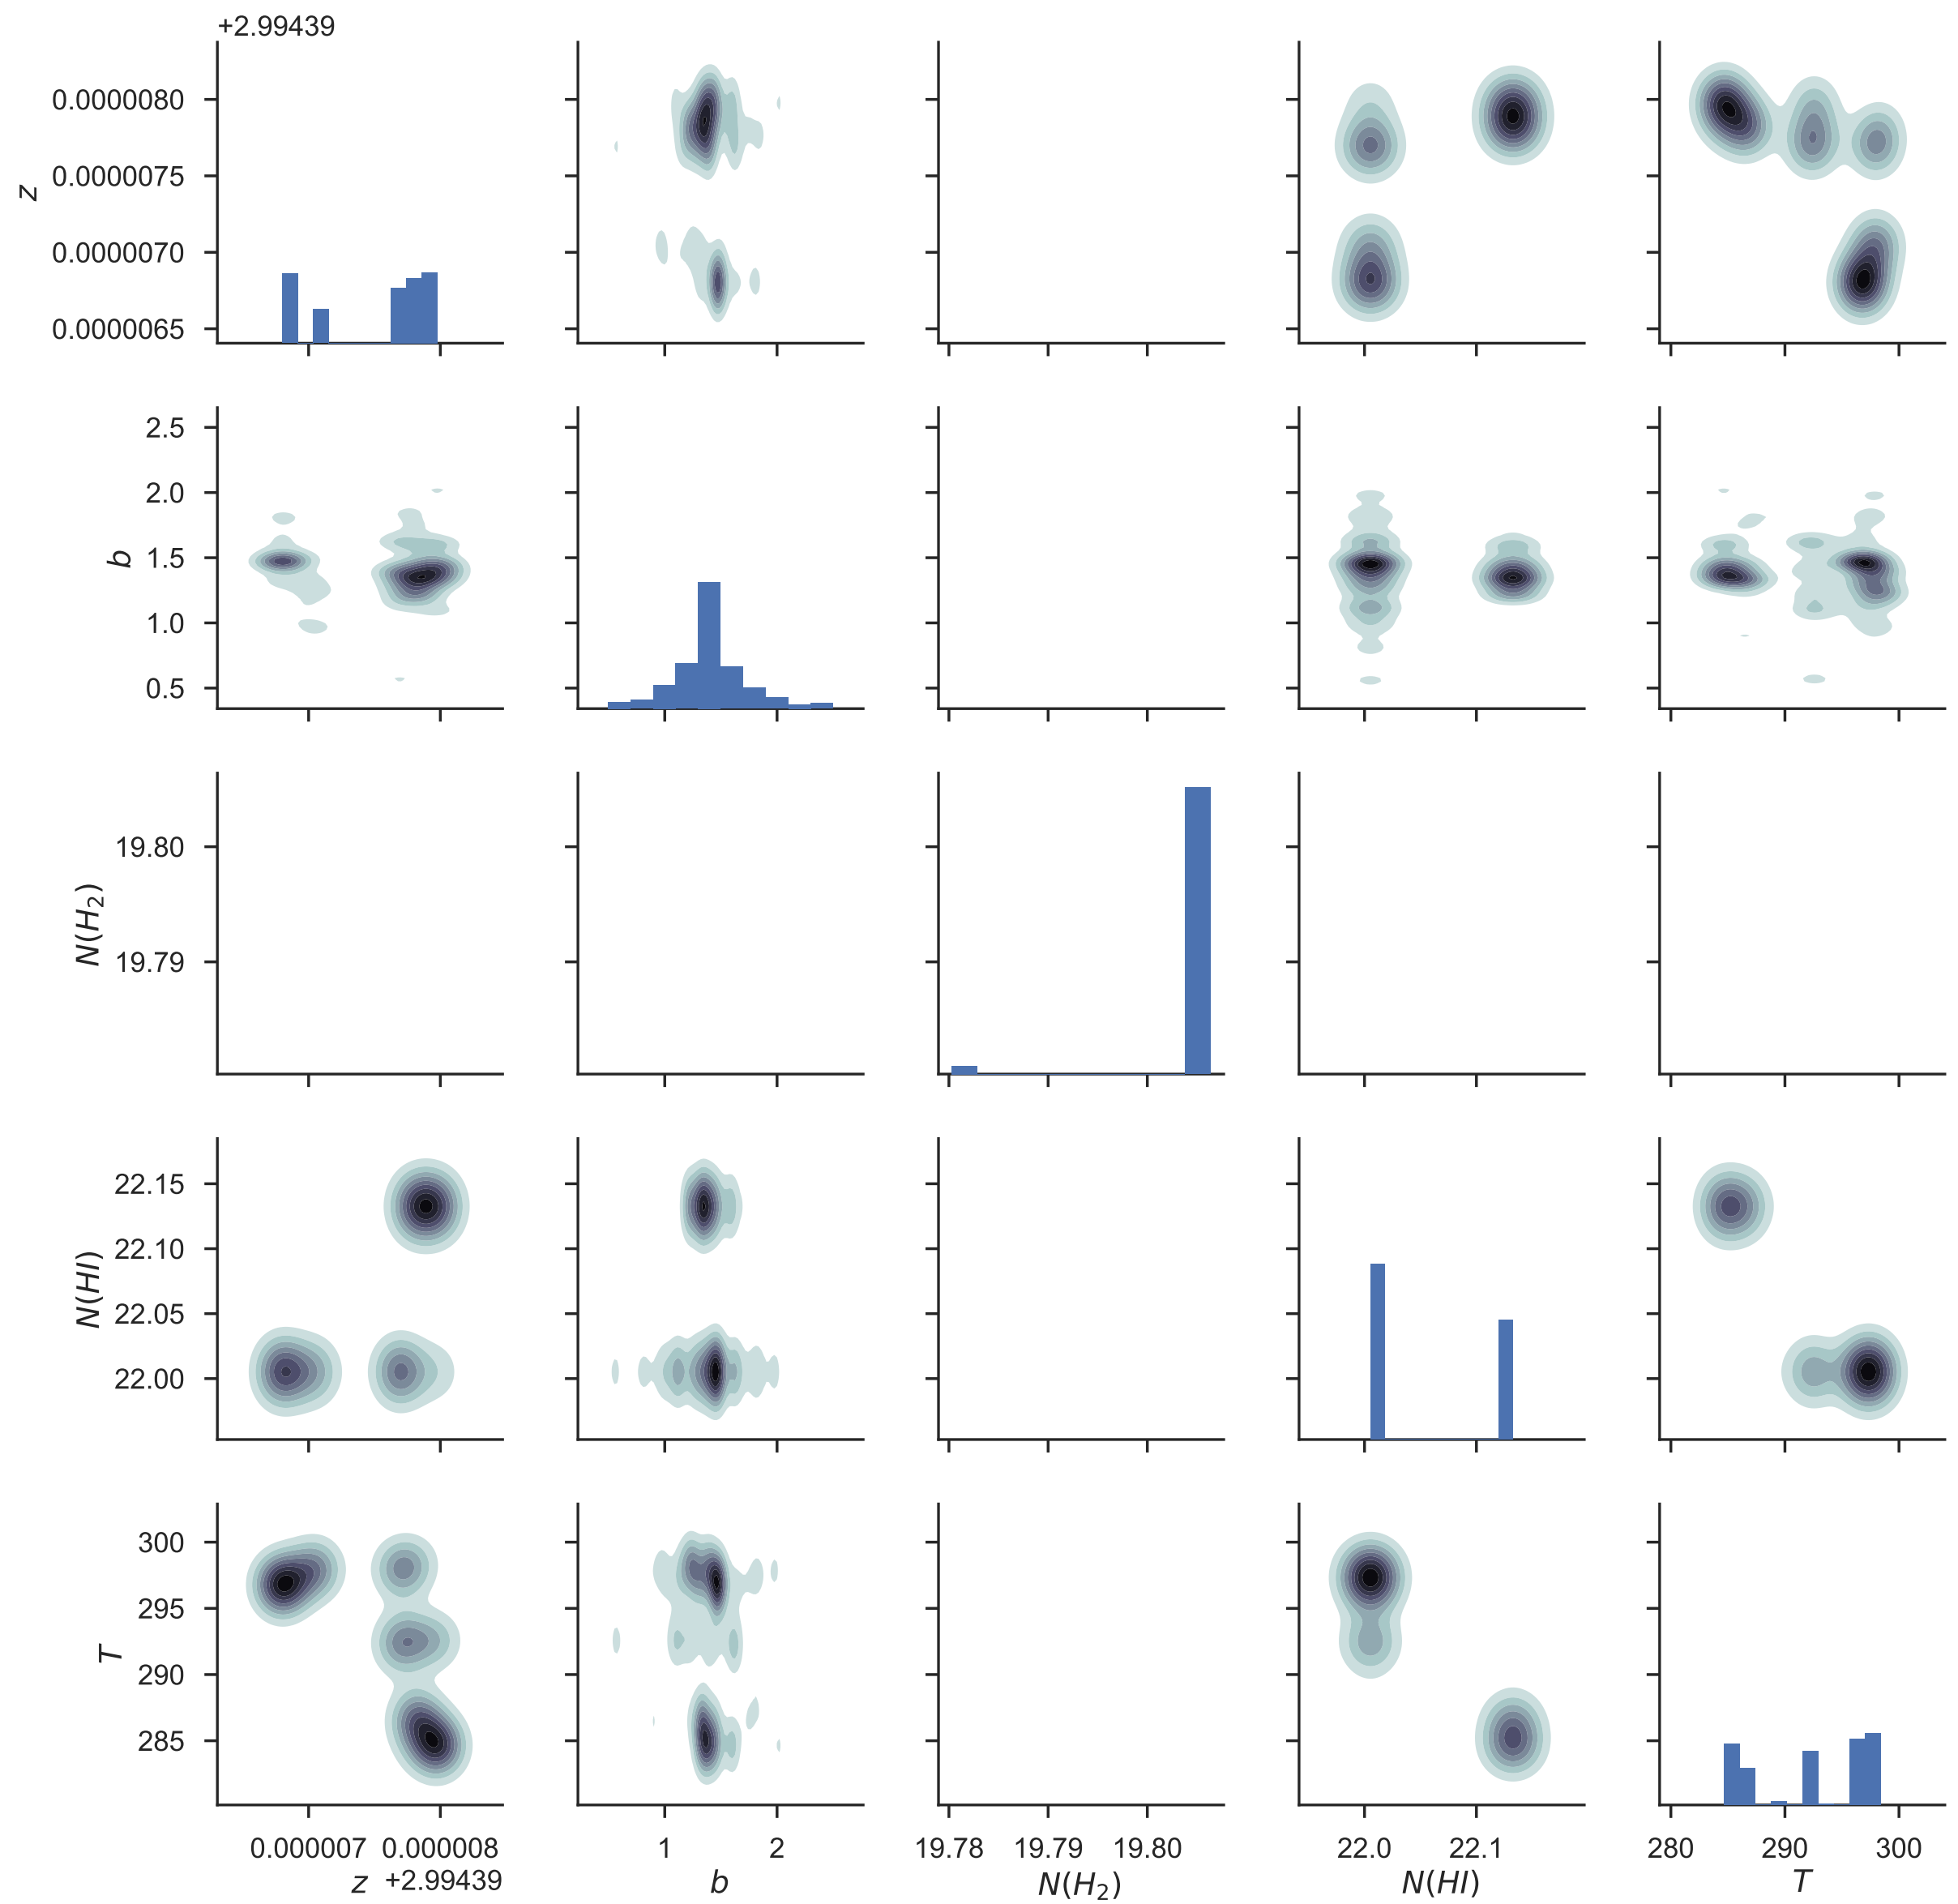 +2.99439
0.0000080
0.0000075
z
0.0000070
0.0000065
2.5
2.0
b
1.5
1.0
0.5
19.80
N(H₂)
19.79
22.15
22.10
N(HI)
22.05
22.00
300
295
T
290
285
0.000007 0.000008 1 2 19.78 19.79 19.80 22.0 22.1 280 290 300
z +2.99439 b N(H₂) N(HI) T